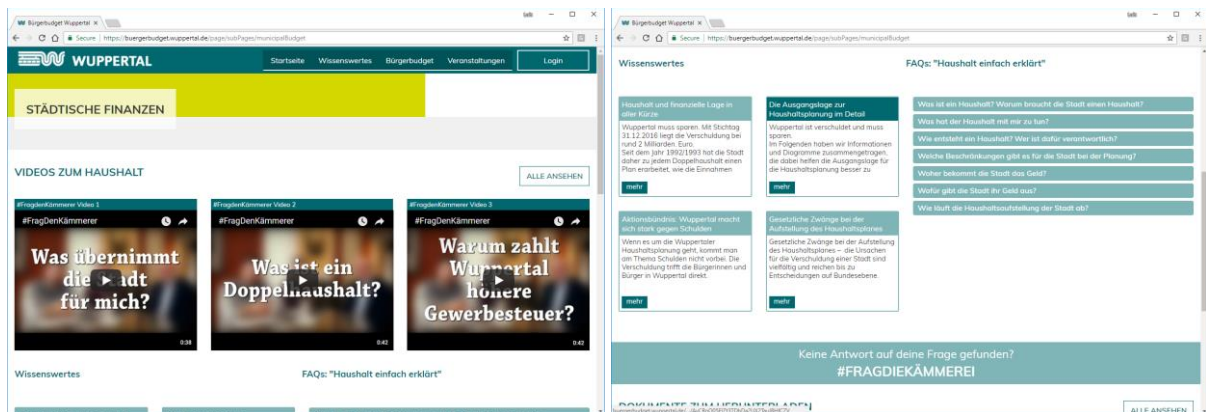 Bürgerbudget Wuppertal
Secure https://buergerbudget.wuppertal.de/page/subPages/municipalBudget
WUPPERTAL
Startseite Wissenswertes Bürgerbudget Veranstaltungen Login
STÄDTISCHE FINANZEN
VIDEOS ZUM HAUSHALT
ALLE ANSEHEN
#FragdenKämmerer Video 1
#FragDenKämmerer
Was übernimmt
die Stadt
für mich?
0:38
#FragdenKämmerer Video 2
#FragDenKämmerer
Was ist ein
Doppelhaushalt?
0:42
#FragdenKämmerer Video 3
#FragDenKämmerer
Warum zahlt
Wuppertal
höhere
Gewerbesteuer?
0:42
Wissenswertes
FAQs: "Haushalt einfach erklärt"
Bürgerbudget Wuppertal
Secure https://buergerbudget.wuppertal.de/page/subPages/municipalBudget
Wissenswertes
FAQs: "Haushalt einfach erklärt"
Haushalt und finanzielle Lage in
aller Kürze
Wuppertal muss sparen. Mit Stichtag
31.12.2016 liegt die Verschuldung bei
rund 2 Milliarden. Euro.
Seit dem Jahr 1992/1993 hat die Stadt
daher zu jedem Doppelhaushalt einen
Plan erarbeitet, wie die Einnahmen
mehr
Die Ausgangslage zur
Haushaltsplanung im Detail
Wuppertal ist verschuldet und muss
sparen.
Im Folgenden haben wir Informationen
und Diagramme zusammengetragen,
die dabei helfen die Ausgangslage für
die Haushaltsplanung besser zu
mehr
Aktionsbündnis: Wuppertal macht
sich stark gegen Schulden
Wenn es um die Wuppertaler
Haushaltsplanung geht, kommt man
am Thema Schulden nicht vorbei. Die
Verschuldung trifft die Bürgerinnen und
Bürger in Wuppertal direkt.
mehr
Gesetzliche Zwänge bei der
Aufstellung des Haushaltsplanes
Gesetzliche Zwänge bei der Aufstellung
des Haushaltsplanes – die Ursachen
für die Verschuldung einer Stadt sind
vielfältig und reichen bis zu
Entscheidungen auf Bundesebene.
mehr
Was ist ein Haushalt? Warum braucht die Stadt einen Haushalt?
Was hat der Haushalt mit mir zu tun?
Wie entsteht ein Haushalt? Wer ist dafür verantwortlich?
Welche Beschränkungen gibt es für die Stadt bei der Planung?
Woher bekommt die Stadt das Geld?
Wofür gibt die Stadt ihr Geld aus?
Wie läuft die Haushaltsaufstellung der Stadt ab?
Keine Antwort auf deine Frage gefunden?
#FRAGDIEKÄMMEREI
DOKUMENTE ZUM HERUNTERLADEN
ALLE ANSEHEN